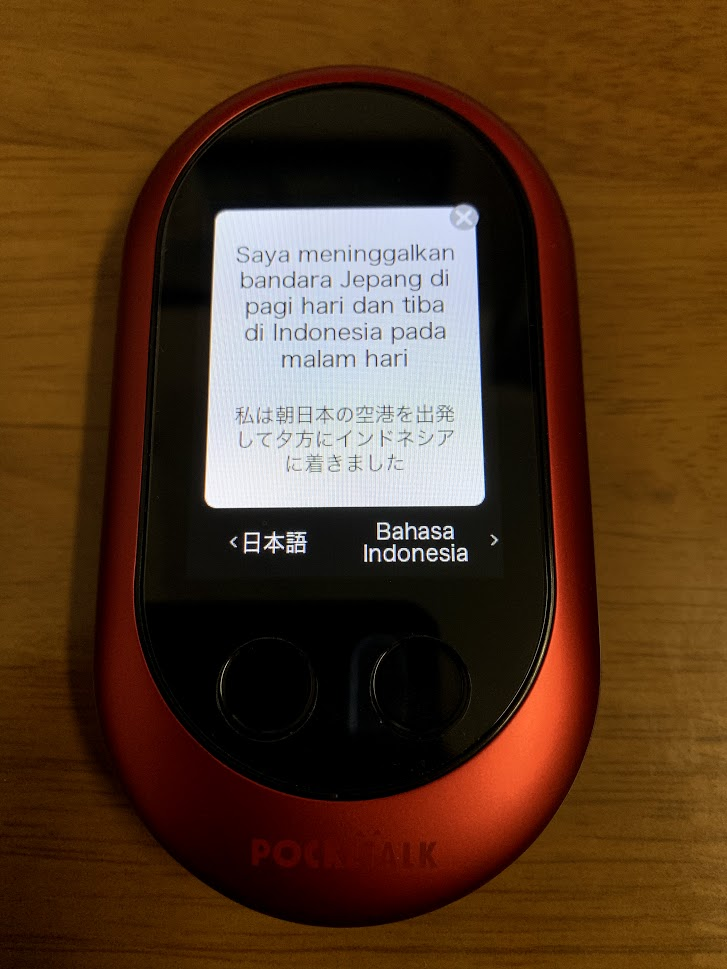 Saya meninggalkan
bandara Jepang di
pagi hari dan tiba
di Indonesia pada
malam hari
私は朝日本の空港を出発
して夕方にインドネシア
に着きました
‹日本語
Bahasa
Indonesia ›
POCKETALK